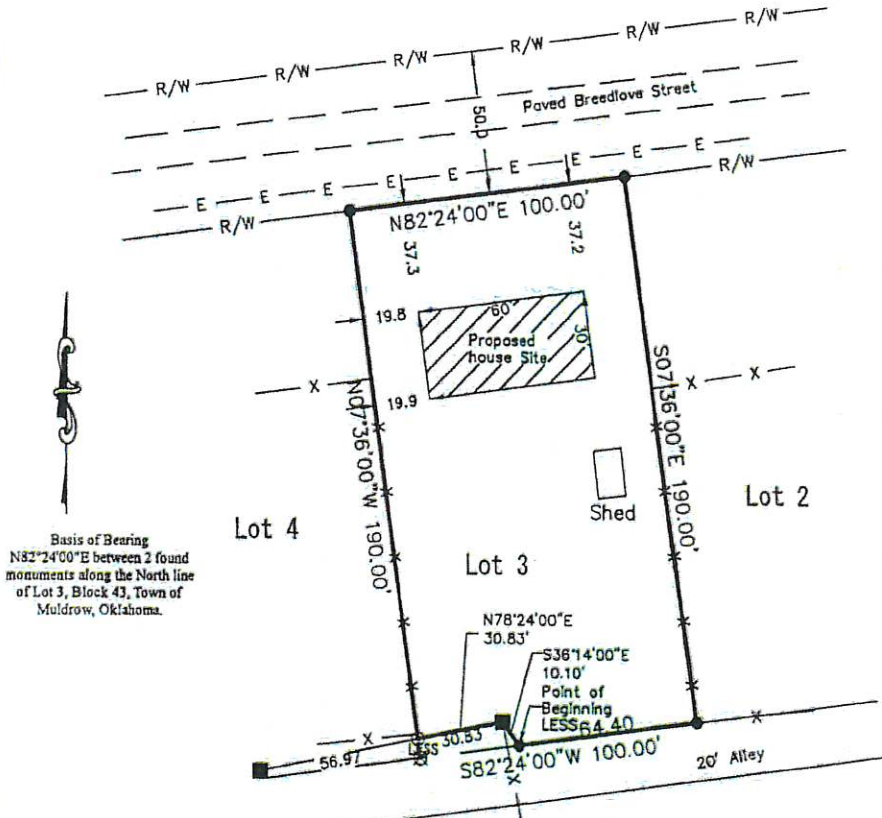 R/W R/W R/W R/W R/W R/W
Paved Breedlove Street
50.0
E E E E E E E E E
R/W R/W
N82°24'00"E 100.00'
37.3
37.2
19.8
60'
Proposed
house Site
30'
19.9
X
X X
N07°36'00"W 190.00'
S07°36'00"E 190.00'
Shed
Lot 4
Lot 2
Lot 3
Basis of Bearing
N82°24'00"E between 2 found
monuments along the North line
of Lot 3, Block 43, Town of
Muldrow, Oklahoma.
N78°24'00"E
30.83'
S36°14'00"E
10.10'
Point of
Beginning
LESS 64.40
X
X
LESS 30.83
56.97
S82°24'00"W 100.00'
X
20' Alley